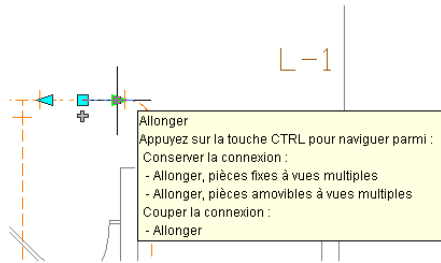 L-1
Allonger
Appuyez sur la touche CTRL pour naviguer parmi :
Conserver la connexion :
- Allonger, pièces fixes à vues multiples
- Allonger, pièces amovibles à vues multiples
Couper la connexion :
- Allonger